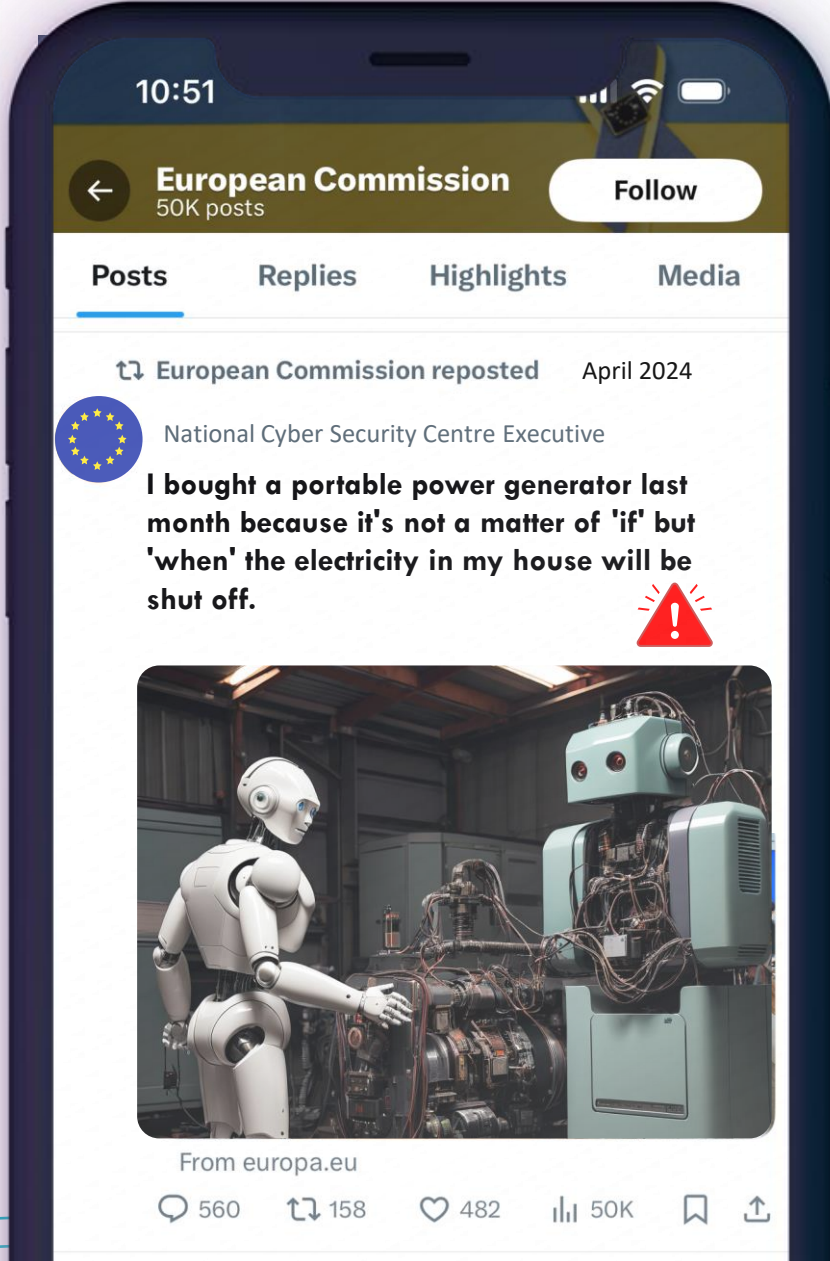 10:51
European Commission
50K posts
Follow
Posts Replies Highlights Media
European Commission reposted April 2024
National Cyber Security Centre Executive
I bought a portable power generator last
month because it's not a matter of 'if' but
'when' the electricity in my house will be
shut off.
!
From europa.eu
560 158 482 50K